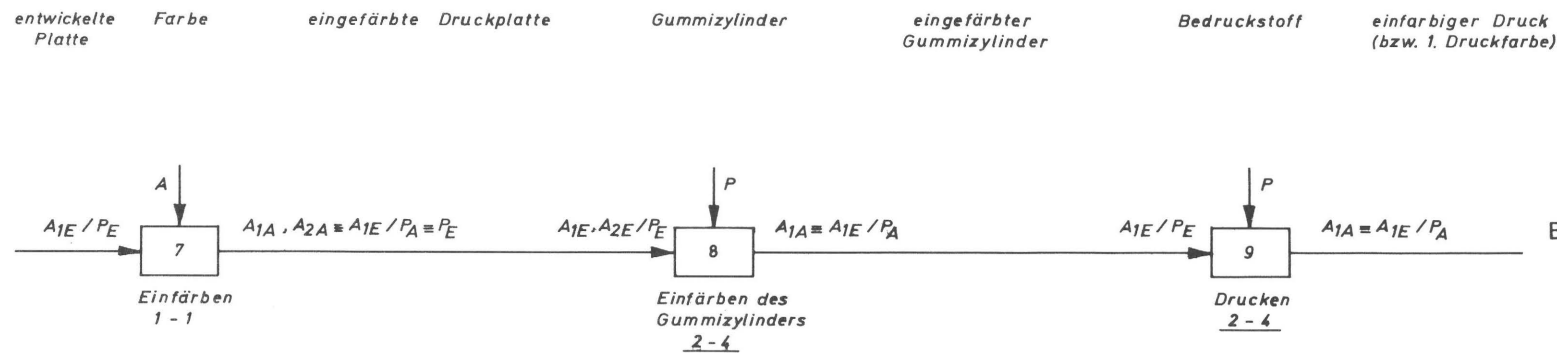 entwickelte Farbe eingefärbte Druckplatte Gummizylinder eingefärbter Bedruckstoff einfarbiger Druck
Platte Gummizylinder (bzw. 1. Druckfarbe)
A P P
A1E / PE A1A , A2A ≡ A1E / PA ≡ PE A1E, A2E / PE A1A ≡ A1E / PA A1E / PE A1A ≡ A1E / PA
7 8 9
Einfärben Einfärben des Drucken
1 - 1 Gummizylinders 2 - 4
2 - 4